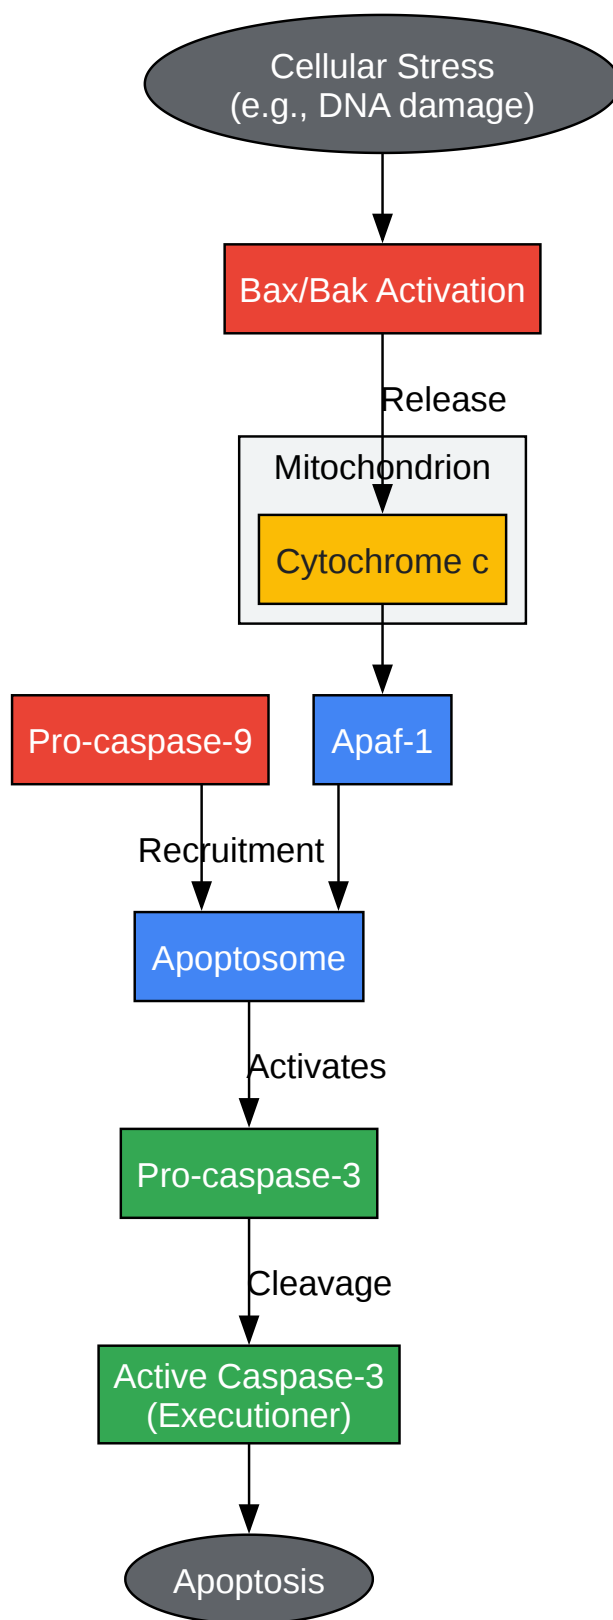 Cellular Stress
(e.g., DNA damage)
Bax/Bak Activation
Release
Mitochondrion
Cytochrome c
Pro-caspase-9
Apaf-1
Recruitment
Apoptosome
Activates
Pro-caspase-3
Cleavage
Active Caspase-3
(Executioner)
Apoptosis